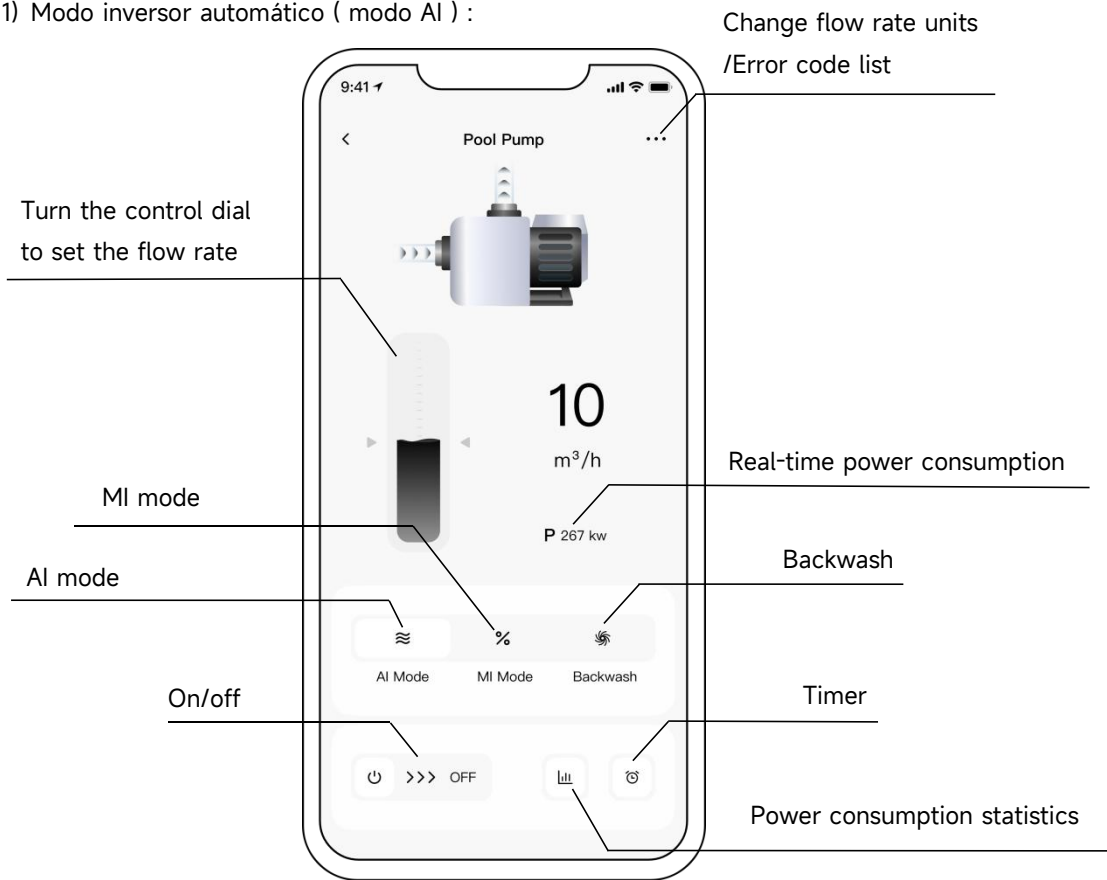 1) Modo inversor automático ( modo AI ) :
Change flow rate units
/Error code list
9:41
Pool Pump
Turn the control dial
to set the flow rate
10
m³/h
Real-time power consumption
MI mode
P 267 kw
Backwash
AI mode
AI Mode
MI Mode
Backwash
On/off
Timer
OFF
Power consumption statistics